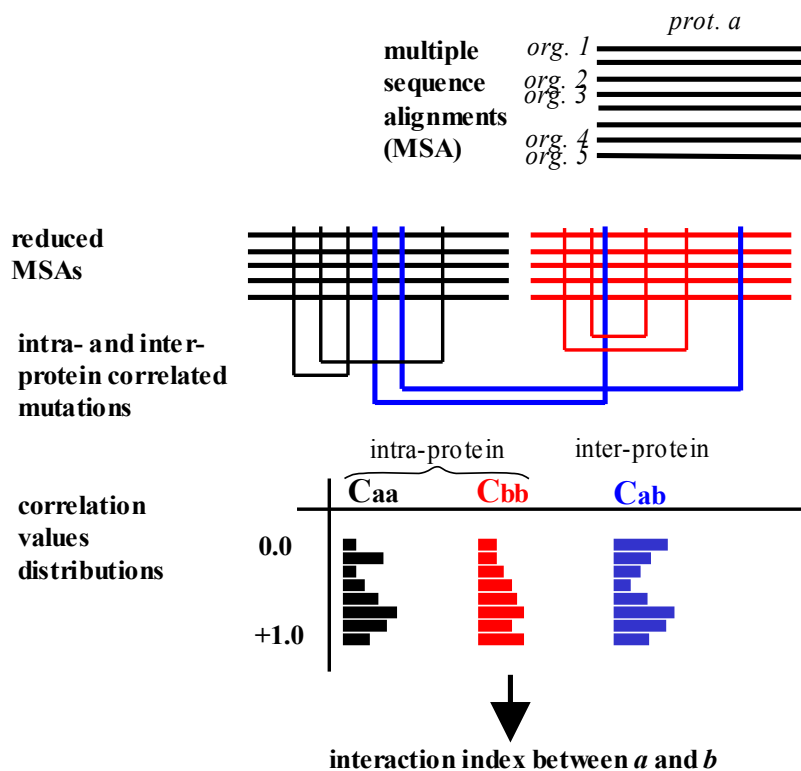 prot. a
multiple
sequence
alignments
(MSA)
org. 1
org. 2
org. 3
org. 4
org. 5
reduced
MSAs
intra- and inter-
protein correlated
mutations
intra-protein
inter-protein
Caa Cbb Cab
correlation
values
distributions
0.0
+1.0
interaction index between a and b